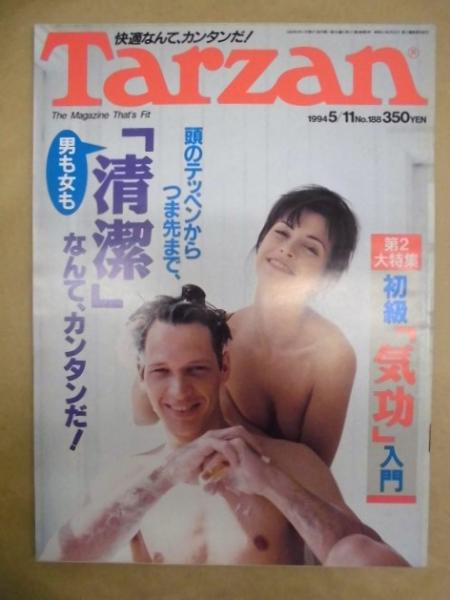 快適なんて、カンタンだ!
Tarzan
®
The Magazine That's Fit
1994 5/11 No.188 350YEN
頭のテッペンから
つま先まで、
男も女も
「清潔」
なんて、カンタンだ!
第2
大特集
初級「気功」入門